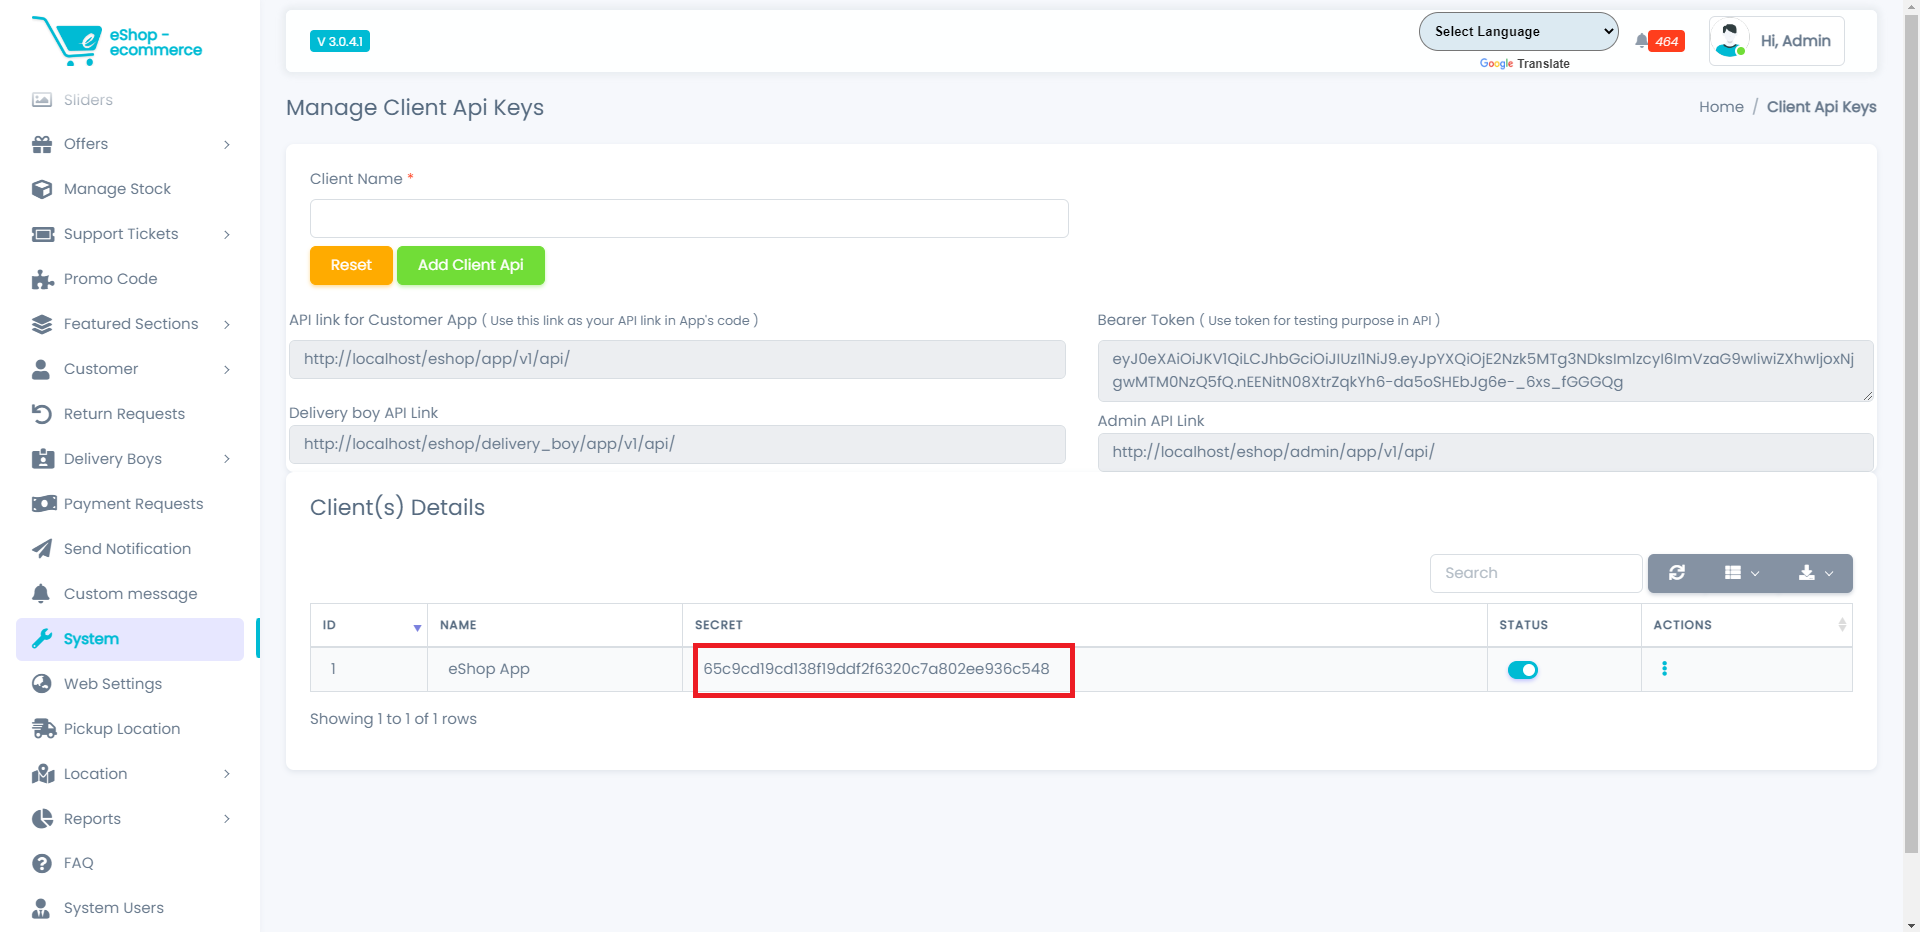 eShop -
ecommerce
Sliders
Offers
Manage Stock
Support Tickets
Promo Code
Featured Sections
Customer
Return Requests
Delivery Boys
Payment Requests
Send Notification
Custom message
System
Web Settings
Pickup Location
Location
Reports
FAQ
System Users
V 3.0.4.1
Select Language
Google Translate
464
Hi, Admin
Manage Client Api Keys
Home / Client Api Keys
Client Name *
Reset
Add Client Api
API link for Customer App ( Use this link as your API link in App's code )
http://localhost/eshop/app/v1/api/
Bearer Token ( Use token for testing purpose in API )
eyJ0eXAiOiJKV1QiLCJhbGciOiJIUzI1NiJ9.eyJpYXQiOjE2Nzk5MTg3NDksImlzcyI6ImVzaG9wIiwiZXhwIjoxNj
gwMTM0NzQ5fQ.nEENitN08XtrZqkYh6-da5oSHEbJg6e-_6xs_fGGGQg
Delivery boy API Link
http://localhost/eshop/delivery_boy/app/v1/api/
Admin API Link
http://localhost/eshop/admin/app/v1/api/
Client(s) Details
Search
ID NAME SECRET STATUS ACTIONS
1 eShop App 65c9cd19cd138f19ddf2f6320c7a802ee936c548
Showing 1 to 1 of 1 rows